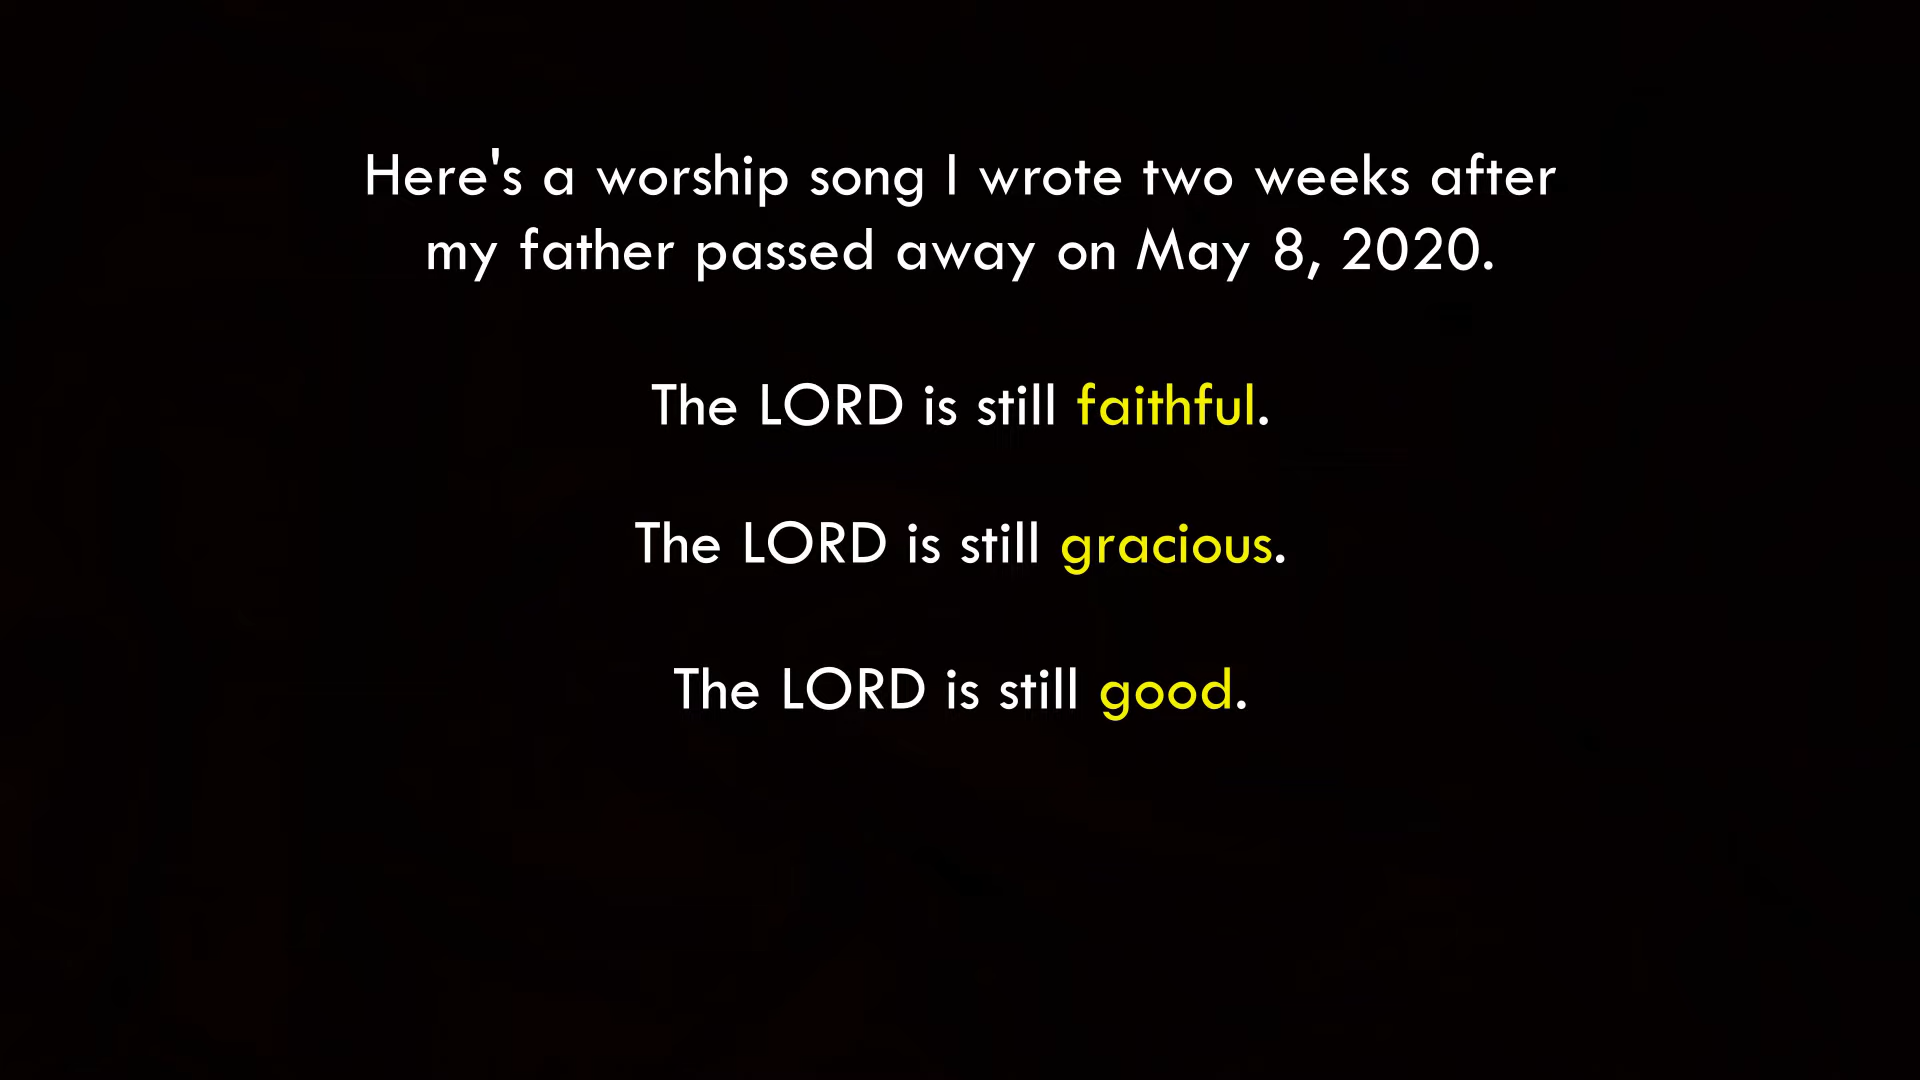 Here's a worship song I wrote two weeks after
my father passed away on May 8, 2020.
The LORD is still faithful.
The LORD is still gracious.
The LORD is still good.